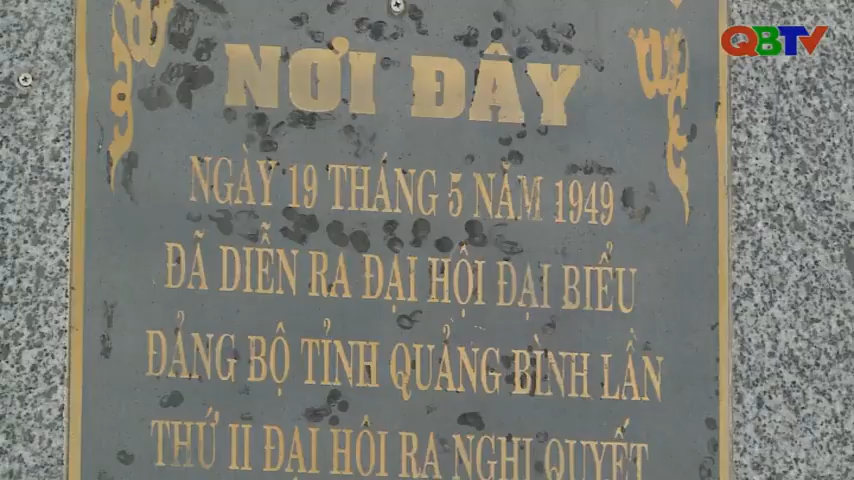 QBTV
NƠI ĐÂY
NGÀY 19 THÁNG 5 NĂM 1949
ĐÃ DIỄN RA ĐẠI HỘI ĐẠI BIỂU
ĐẢNG BỘ TỈNH QUẢNG BÌNH LẦN
THỨ II ĐẠI HỘI RA NGHỊ QUYẾT